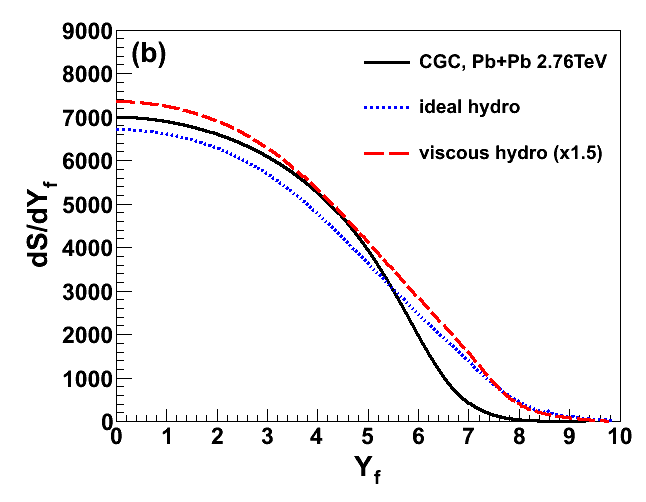 (b)
CGC, Pb+Pb 2.76TeV
ideal hydro
viscous hydro (x1.5)
dS/dY_f
9000
8000
7000
6000
5000
4000
3000
2000
1000
0
0 1 2 3 4 5 6 7 8 9 10
Y_f